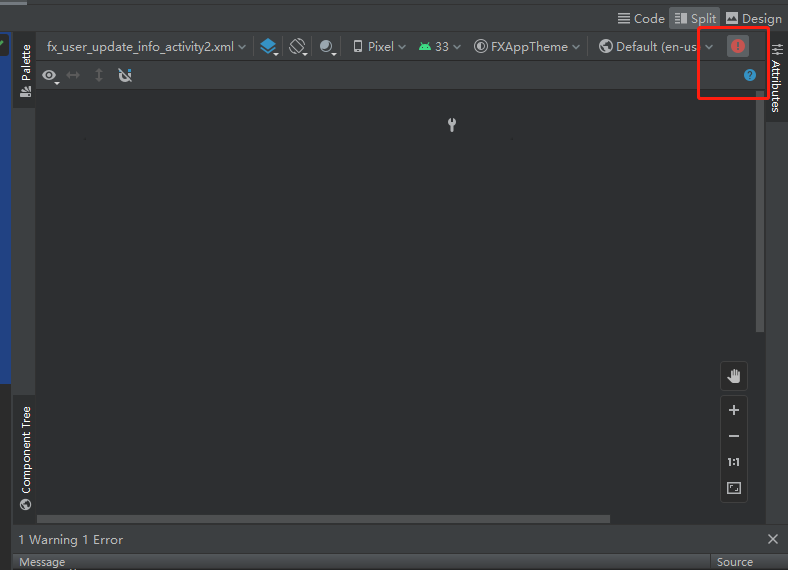 Code Split Design
fx_user_update_info_activity2.xml Pixel 33 FXAppTheme Default (en-us
Palette
Attributes
1:1
Component Tree
1 Warning 1 Error
Message Source